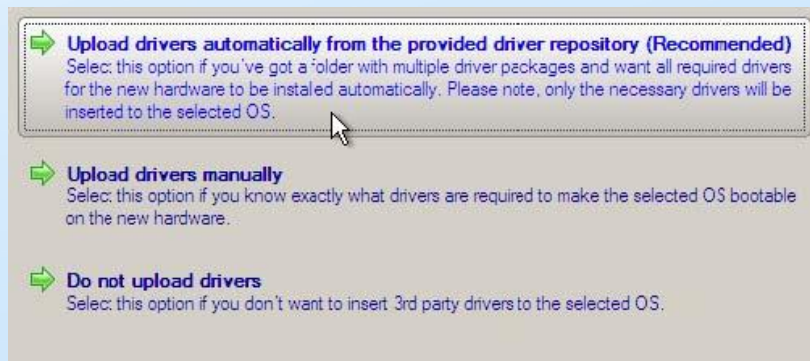 Upload drivers automatically from the provided driver repository (Recommended)
Select this option if you've got a folder with multiple driver packages and want all required drivers
for the new hardware to be installed automatically. Please note, only the necessary drivers will be
inserted to the selected OS.
Upload drivers manually
Select this option if you know exactly what drivers are required to make the selected OS bootable
on the new hardware.
Do not upload drivers
Select this option if you don't want to insert 3rd party drivers to the selected OS.